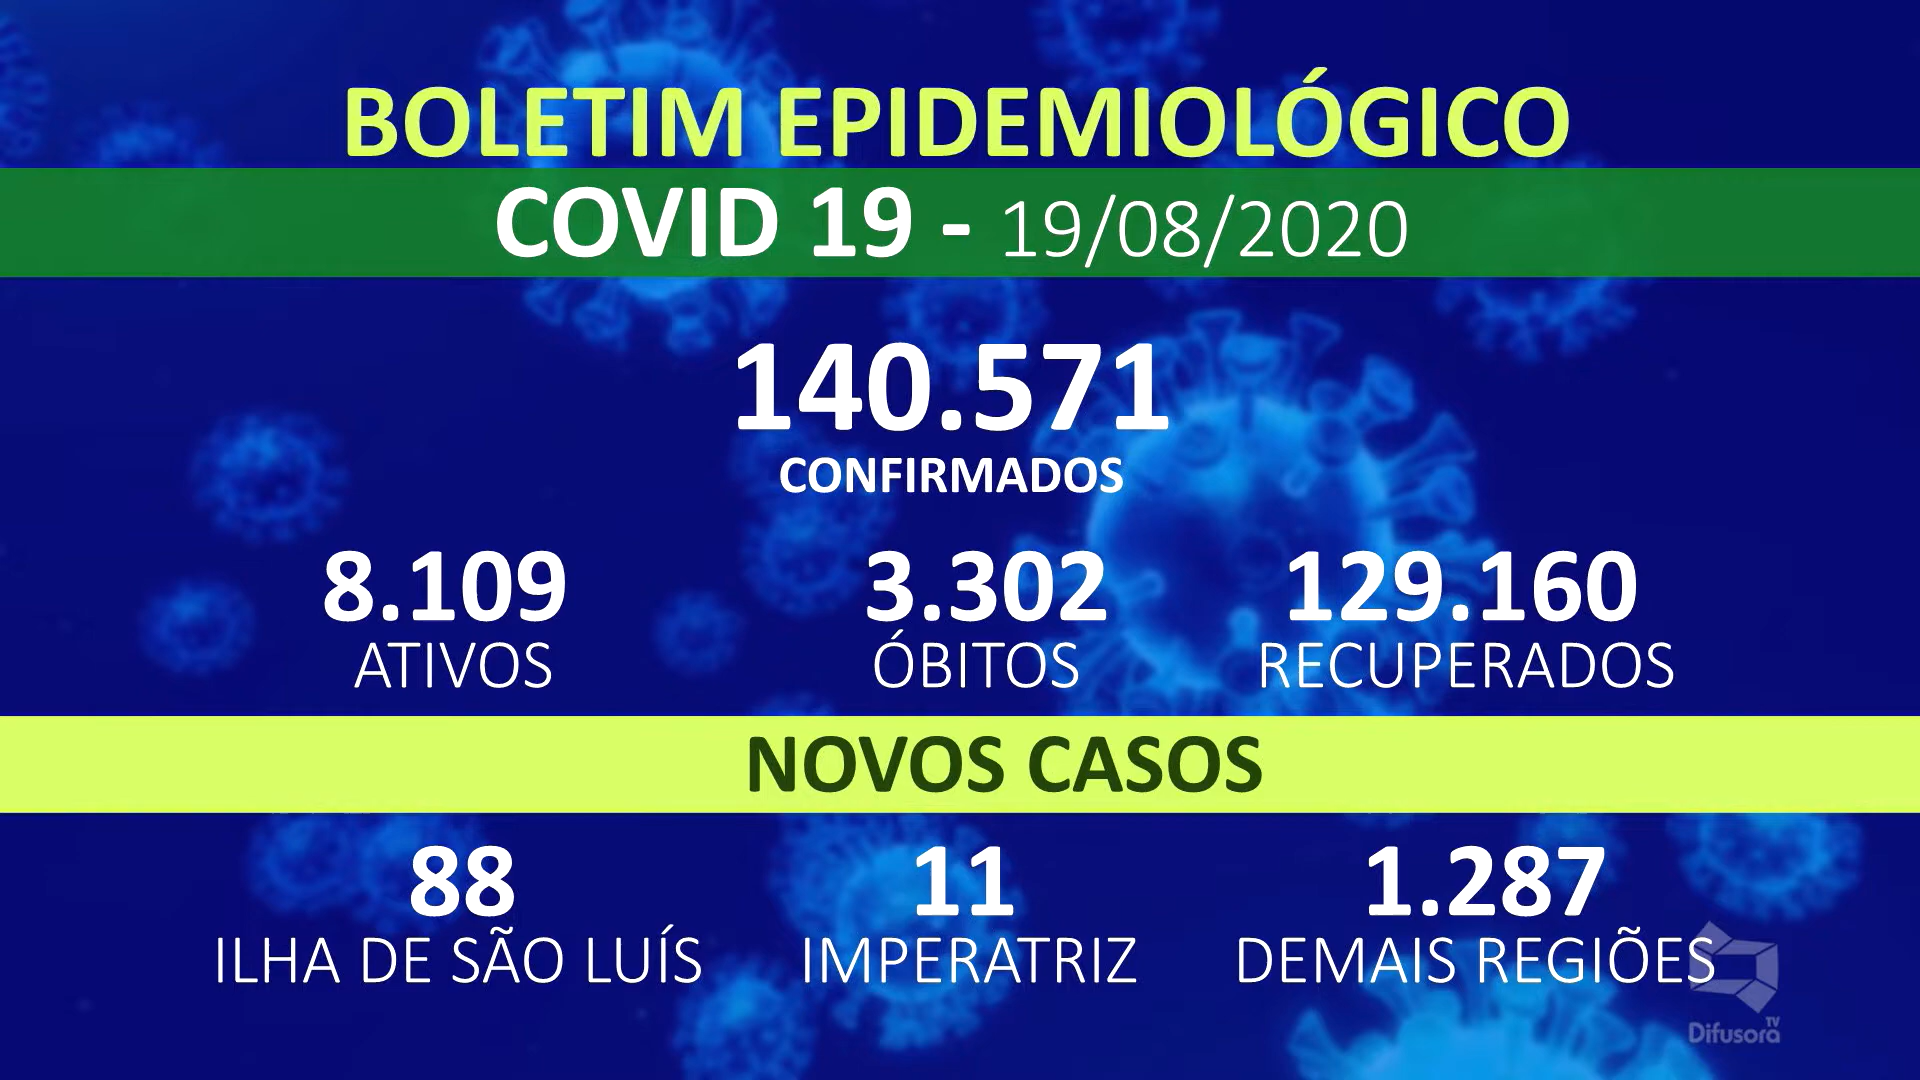 BOLETIM EPIDEMIOLÓGICO
COVID 19 - 19/08/2020
140.571
CONFIRMADOS
8.109 3.302 129.160
ATIVOS ÓBITOS RECUPERADOS
NOVOS CASOS
88 11 1.287
ILHA DE SÃO LUÍS IMPERATRIZ DEMAIS REGIÕES
TV
Difusora